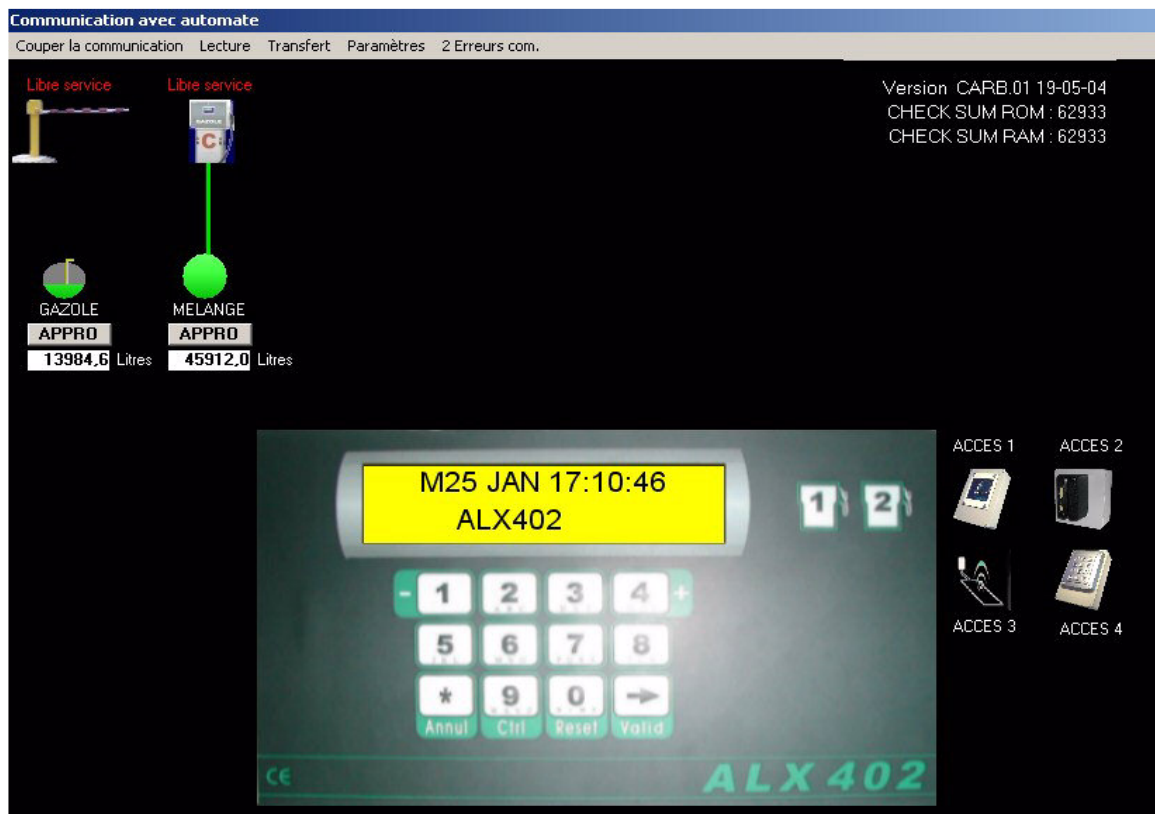 Communication avec automate
Couper la communication Lecture Transfert Paramètres 2 Erreurs com.
Libre service Libre service
Version CARB.01 19-05-04
CHECK SUM ROM : 62933
CHECK SUM RAM : 62933
GAZOLE
C
GAZOLE MELANGE
APPRO APPRO
13984,6 Litres 45912,0 Litres
ACCES 1 ACCES 2
M25 JAN 17:10:46
ALX402
1 2
- 1 2 3 4 +
5 6 7 8
* 9 0
Annul Ctrl Reset Valid
ACCES 3 ACCES 4
CE ALX 402